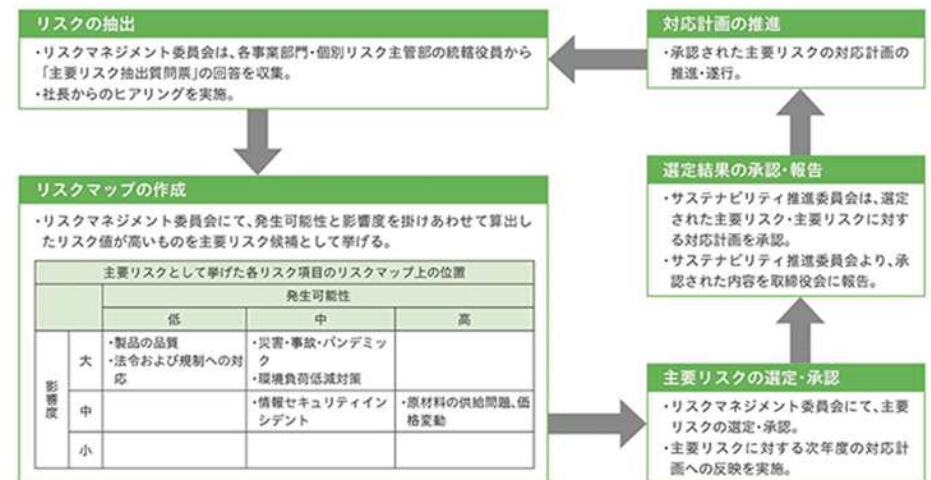 リスクの抽出
・リスクマネジメント委員会は、各事業部門・個別リスク主管部の統轄役員から
「主要リスク抽出質問票」の回答を収集。
・社長からのヒアリングを実施。
リスクマップの作成
・リスクマネジメント委員会にて、発生可能性と影響度を掛けあわせて算出し
たリスク値が高いものを主要リスク候補として挙げる。
主要リスクとして挙げた各リスク項目のリスクマップ上の位置
発生可能性
低
中
高
影響度
大
・製品の品質
・法令および規制への対
応
・災害・事故・パンデミッ
ク
・環境負荷低減対策
中
・情報セキュリティイン
シデント
・原材料の供給問題、価
格変動
小
主要リスクの選定・承認
・リスクマネジメント委員会にて、主要
リスクの選定・承認。
・主要リスクに対する次年度の対応計
画への反映を実施。
選定結果の承認・報告
・サステナビリティ推進委員会は、選定
された主要リスク・主要リスクに対す
る対応計画を承認。
・サステナビリティ推進委員会より、承
認された内容を取締役会に報告。
対応計画の推進
・承認された主要リスクの対応計画の
推進・遂行。